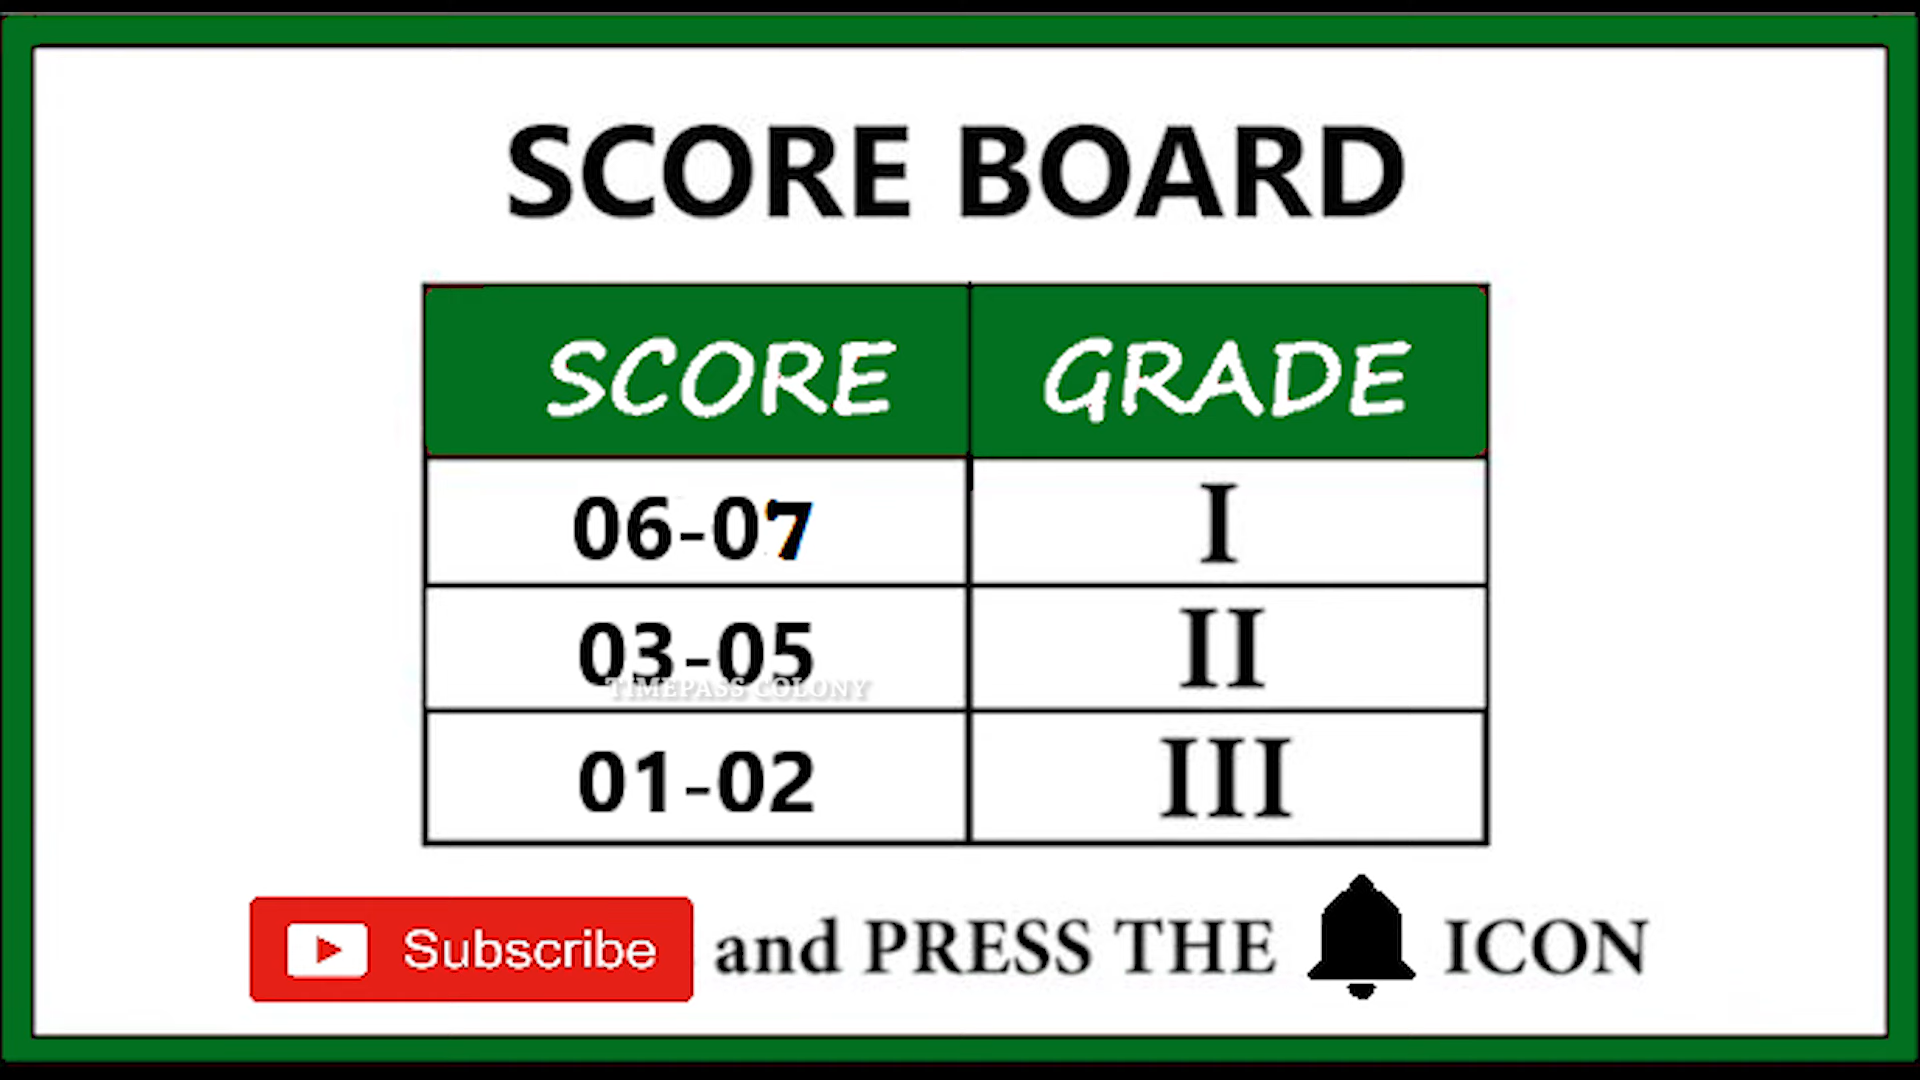 SCORE BOARD
SCORE GRADE
06-07 I
03-05 II
TIMEPASS COLONY
01-02 III
Subscribe and PRESS THE ICON